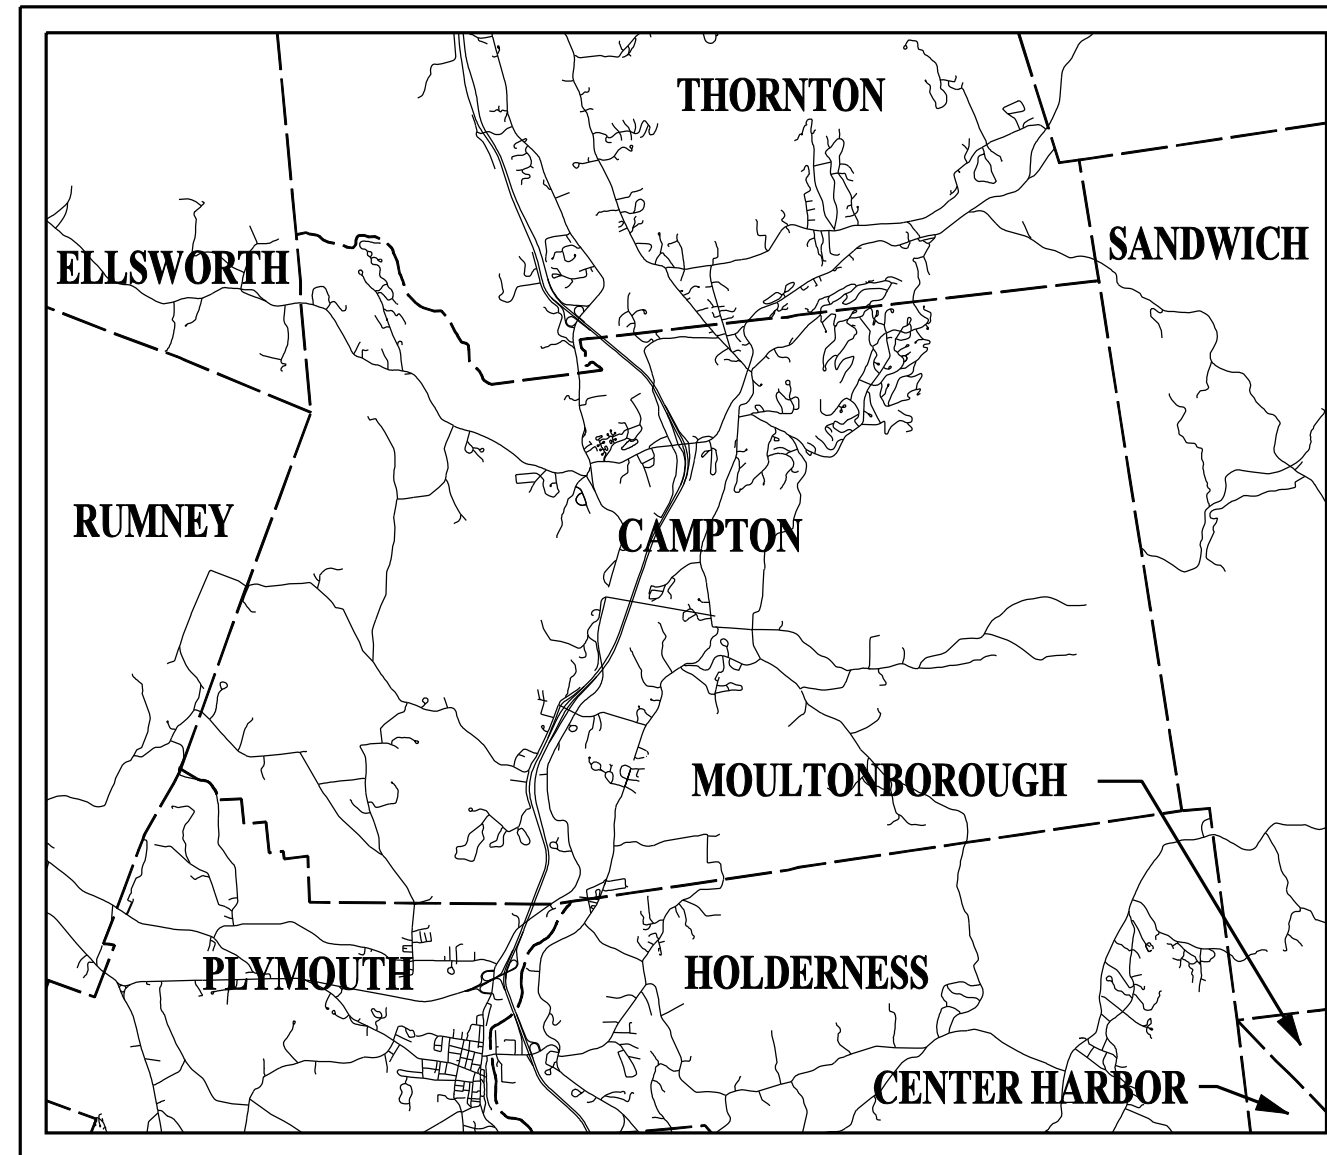 THORNTON
SANDWICH
ELLSWORTH
RUMNEY
CAMPTON
MOULTONBOROUGH
PLYMOUTH
HOLDERNESS
CENTER HARBOR